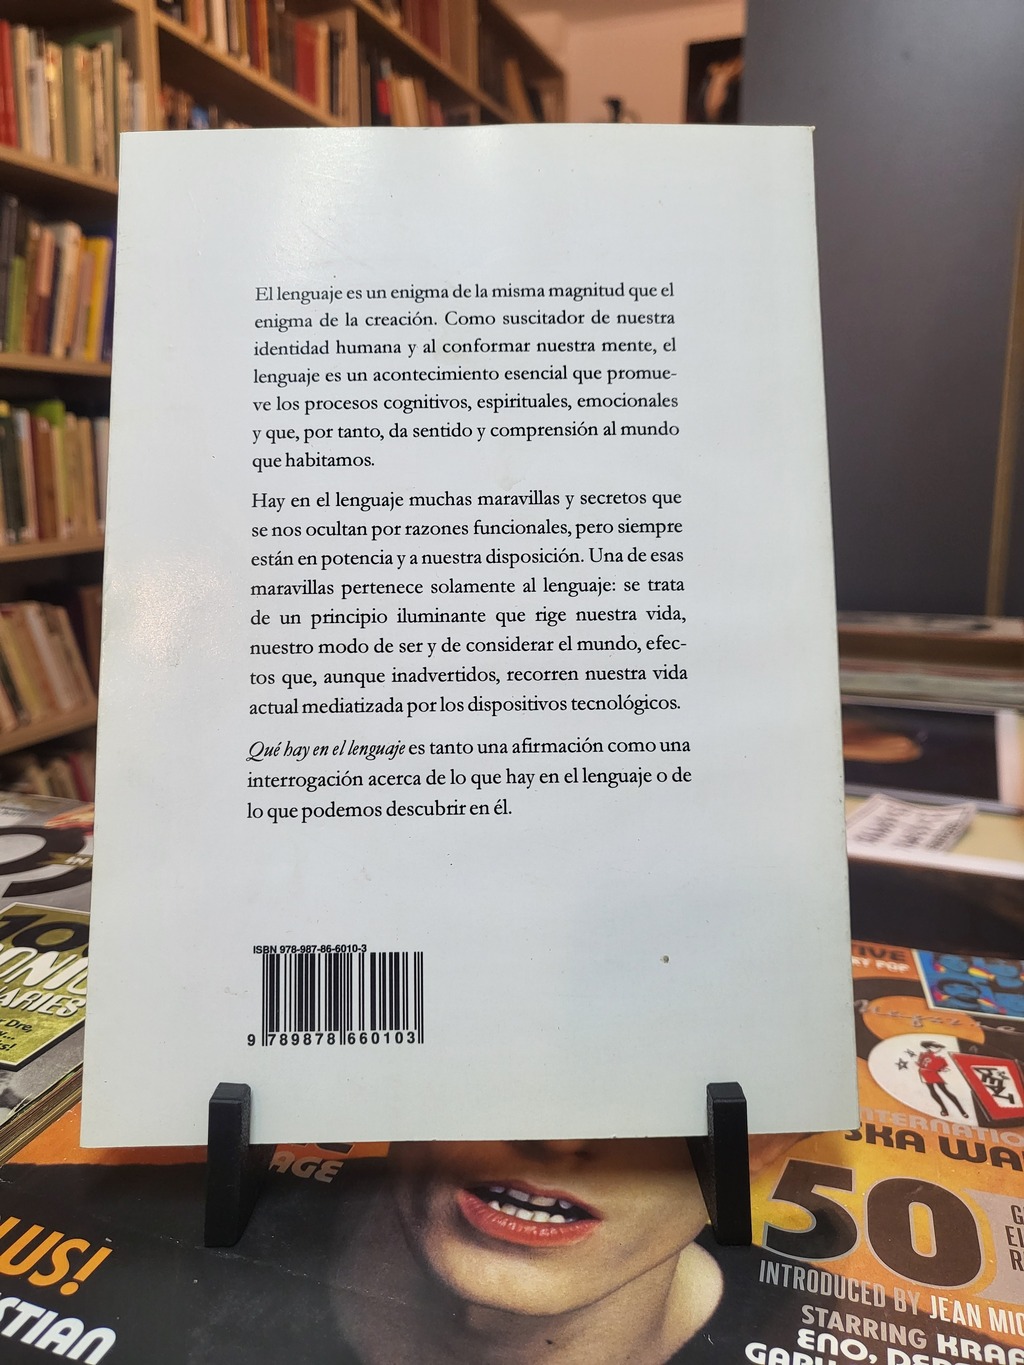 El lenguaje es un enigma de la misma magnitud que el
enigma de la creación. Como suscitador de nuestra
identidad humana y al conformar nuestra mente, el
lenguaje es un acontecimiento esencial que promue-
ve los procesos cognitivos, espirituales, emocionales
y que, por tanto, da sentido y comprensión al mundo
que habitamos.
Hay en el lenguaje muchas maravillas y secretos que
se nos ocultan por razones funcionales, pero siempre
están en potencia y a nuestra disposición. Una de esas
maravillas pertenece solamente al lenguaje: se trata
de un principio iluminante que rige nuestra vida,
nuestro modo de ser y de considerar el mundo, efec-
tos que, aunque inadvertidos, recorren nuestra vida
actual mediatizada por los dispositivos tecnológicos.
Qué hay en el lenguaje es tanto una afirmación como una
interrogación acerca de lo que hay en el lenguaje o de
lo que podemos descubrir en él.
ISBN 978-987-86-6010-3
9 789878 660103
50
INTRODUCED BY JEAN MIC
STARRING KRA
ENO, DE
GARY
SKA WA
AGE
LUS!
STIAN